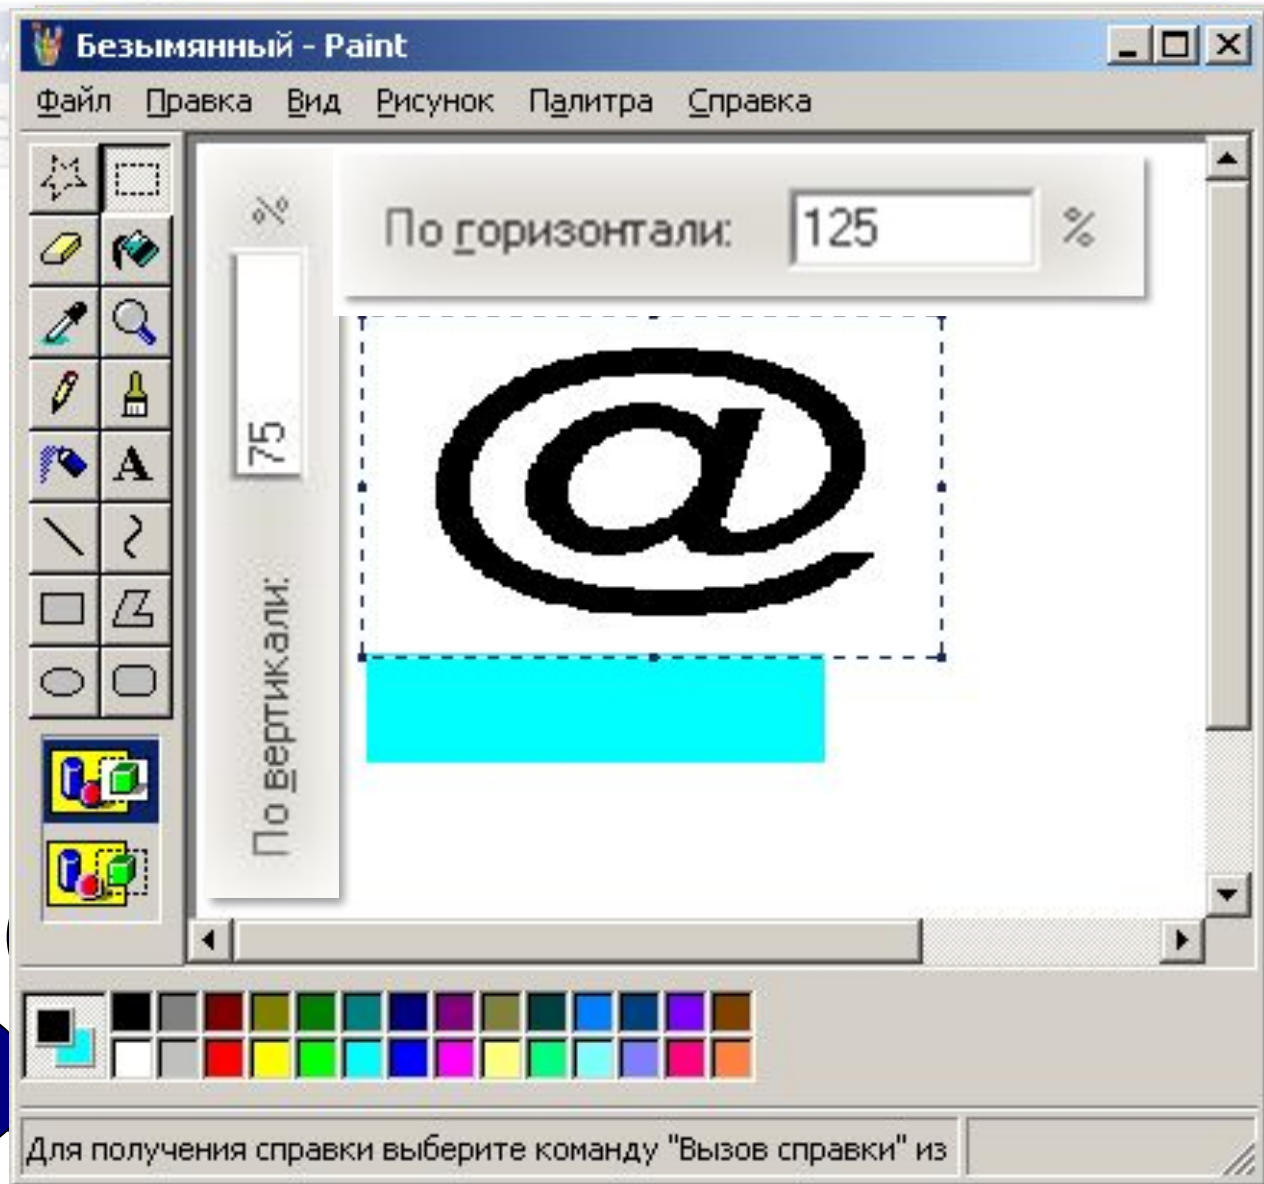 Безымянный - Paint
Файл Правка Вид Рисунок Палитра Справка
По горизонтали: 125 %
По вертикали: 75 %
@
A
Для получения справки выберите команду "Вызов справки" из